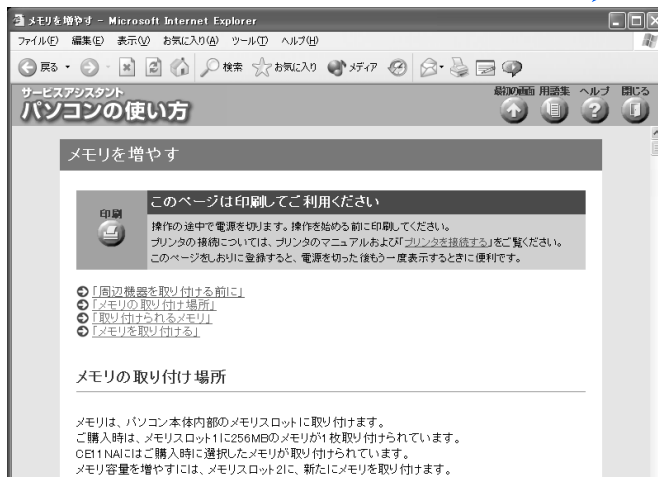 メモリを増やす - Microsoft Internet Explorer
ファイル(F) 編集(E) 表示(V) お気に入り(A) ツール(T) ヘルプ(H)
戻る 検索 お気に入り メディア
サービスアシスタント
パソコンの使い方
最初の画面 用語集 ヘルプ 閉じる
メモリを増やす
印刷
このページは印刷してご利用ください
操作の途中で電源を切ります。操作を始める前に印刷してください。
プリンタの接続については、プリンタのマニュアルおよび「プリンタを接続する」をご覧ください。
このページをしおりに登録すると、電源を切った後もう一度表示するときに便利です。
「周辺機器を取り付ける前に」
「メモリの取り付け場所」
「取り付けられるメモリ」
「メモリを取り付ける」
メモリの取り付け場所
メモリは、パソコン本体内部のメモリスロットに取り付けます。
ご購入時は、メモリスロット1に256MBのメモリが1枚取り付けられています。
CE11NAにはご購入時に選択したメモリが取り付けられています。
メモリ容量を増やすには、メモリスロット2に、新たにメモリを取り付けます。